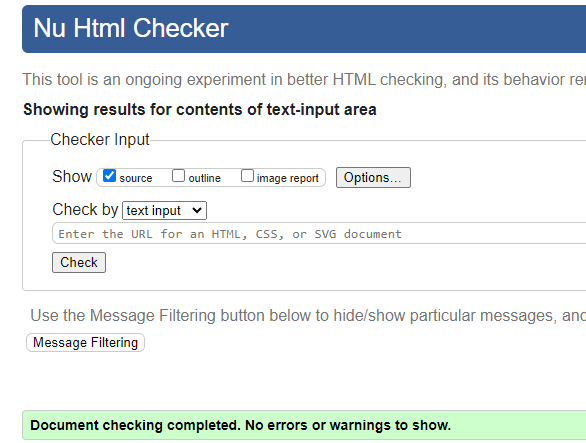 Nu Html Checker
This tool is an ongoing experiment in better HTML checking, and its behavior
Showing results for contents of text-input area
Checker Input
Show source outline image report Options...
Check by text input
Enter the URL for an HTML, CSS, or SVG document
Check
Use the Message Filtering button below to hide/show particular messages, and
Message Filtering
Document checking completed. No errors or warnings to show.